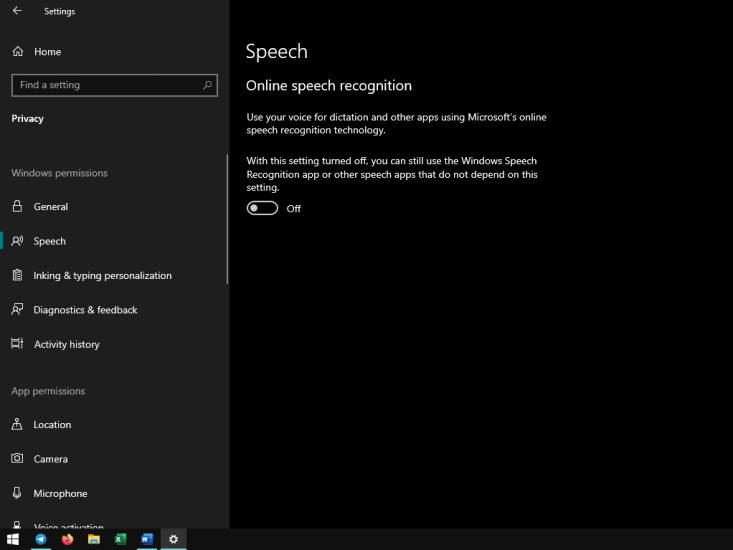 Settings
Home
Find a setting
Privacy
Windows permissions
General
Speech
Inking & typing personalization
Diagnostics & feedback
Activity history
App permissions
Location
Camera
Microphone
Voice activation
Speech
Online speech recognition
Use your voice for dictation and other apps using Microsoft's online
speech recognition technology.
With this setting turned off, you can still use the Windows Speech
Recognition app or other speech apps that do not depend on this
setting.
Off